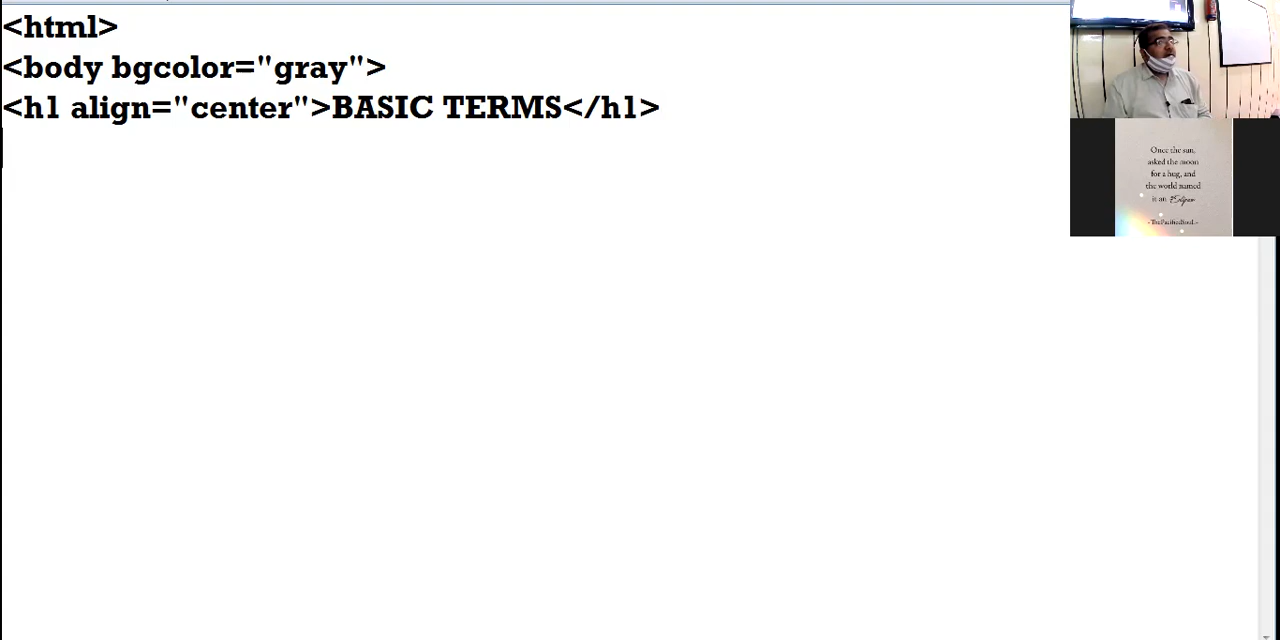 <html>
<body bgcolor="gray">
<h1 align="center">BASIC TERMS</h1>
Once the sun,
asked the moon
for a hug, and
the world named
it an